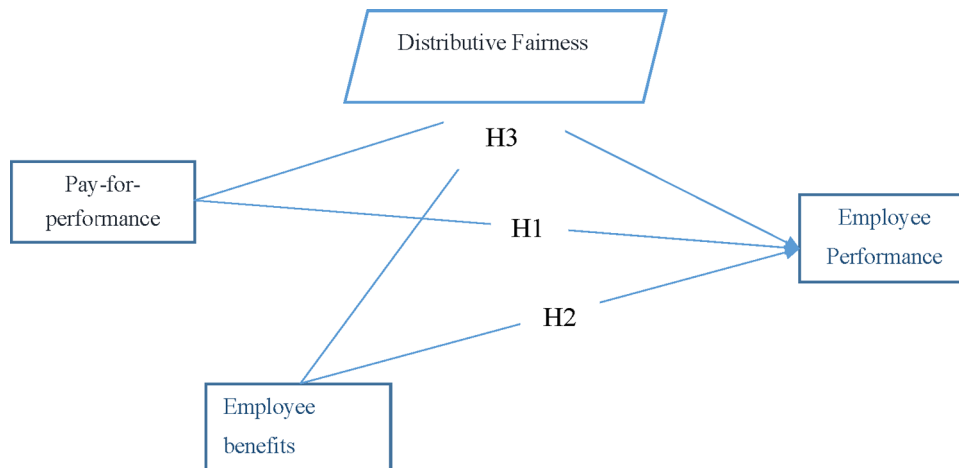 Distributive Fairness
H3
Pay-for-
performance
H1
Employee
Performance
H2
Employee
benefits